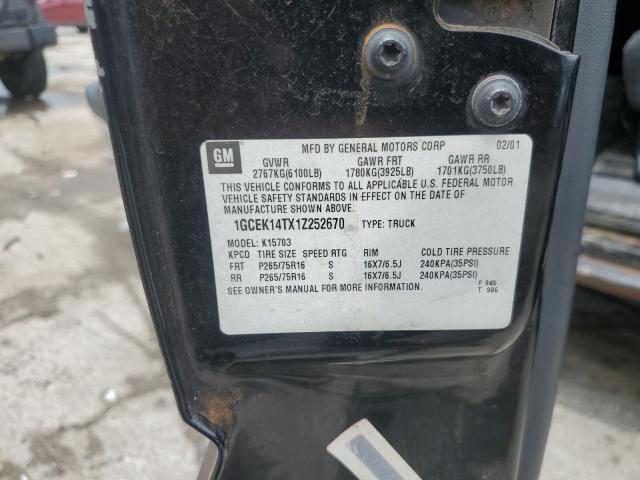 GM MFD BY GENERAL MOTORS CORP 02/01
GVWR GAWR FRT GAWR RR
2767KG(6100LB) 1780KG(3925LB) 1701KG(3750LB)
THIS VEHICLE CONFORMS TO ALL APPLICABLE U.S. FEDERAL MOTOR
VEHICLE SAFETY STANDARDS IN EFFECT ON THE DATE OF
MANUFACTURE SHOWN ABOVE.
1GCEK14TX1Z252670 TYPE: TRUCK
MODEL: K15703
KPCD TIRE SIZE SPEED RTG RIM COLD TIRE PRESSURE
FRT P265/75R16 S 16X7/6.5J 240KPA(35PSI)
RR P265/75R16 S 16X7/6.5J 240KPA(35PSI)
SEE OWNER'S MANUAL FOR MORE INFORMATION.
F 945
T 986